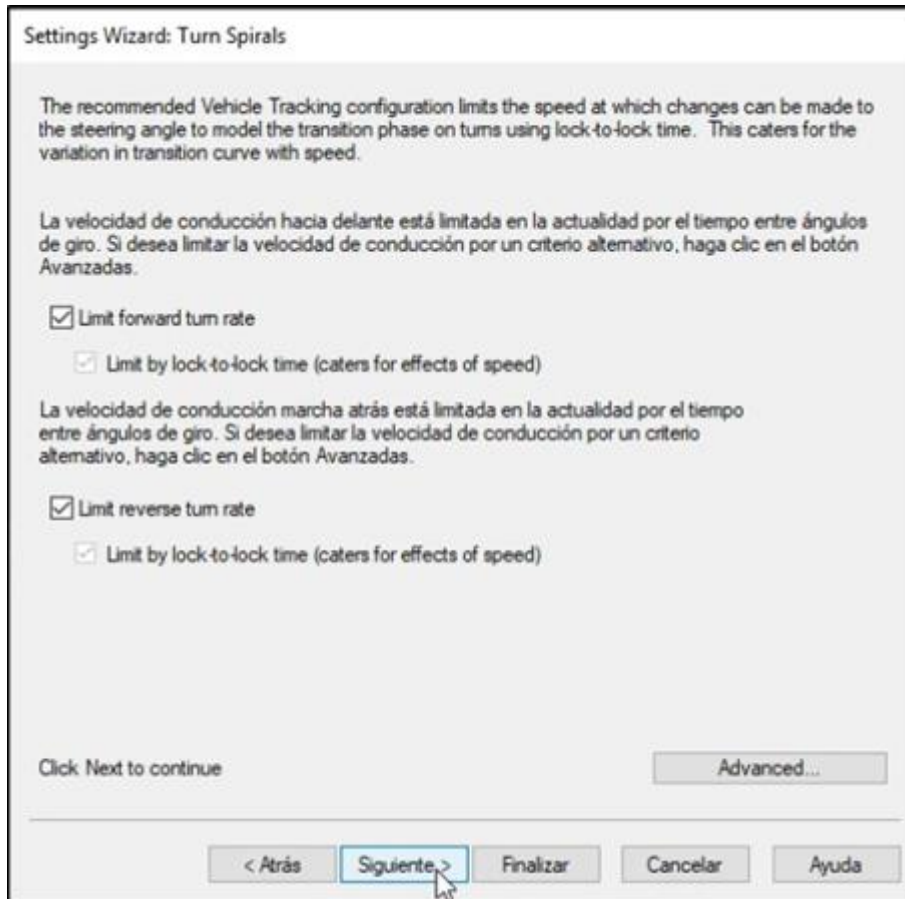 Settings Wizard: Turn Spirals
The recommended Vehicle Tracking configuration limits the speed at which changes can be made to
the steering angle to model the transition phase on turns using lock-to-lock time. This caters for the
variation in transition curve with speed.
La velocidad de conducción hacia delante está limitada en la actualidad por el tiempo entre ángulos
de giro. Si desea limitar la velocidad de conducción por un criterio alternativo, haga clic en el botón
Avanzadas.
Limit forward turn rate
Limit by lock-to-lock time (caters for effects of speed)
La velocidad de conducción marcha atrás está limitada en la actualidad por el tiempo
entre ángulos de giro. Si desea limitar la velocidad de conducción por un criterio
alternativo, haga clic en el botón Avanzadas.
Limit reverse turn rate
Limit by lock-to-lock time (caters for effects of speed)
Click Next to continue
Advanced...
< Atrás
Siguiente >
Finalizar
Cancelar
Ayuda